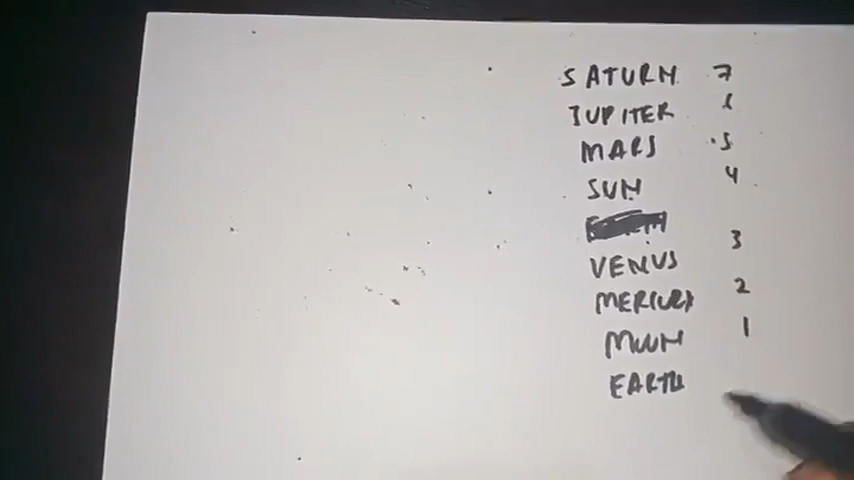 SATURN 7
JUPITER 6
MARS 5
SUN 4
VENUS 3
MERCURY 2
MOON 1
EARTH